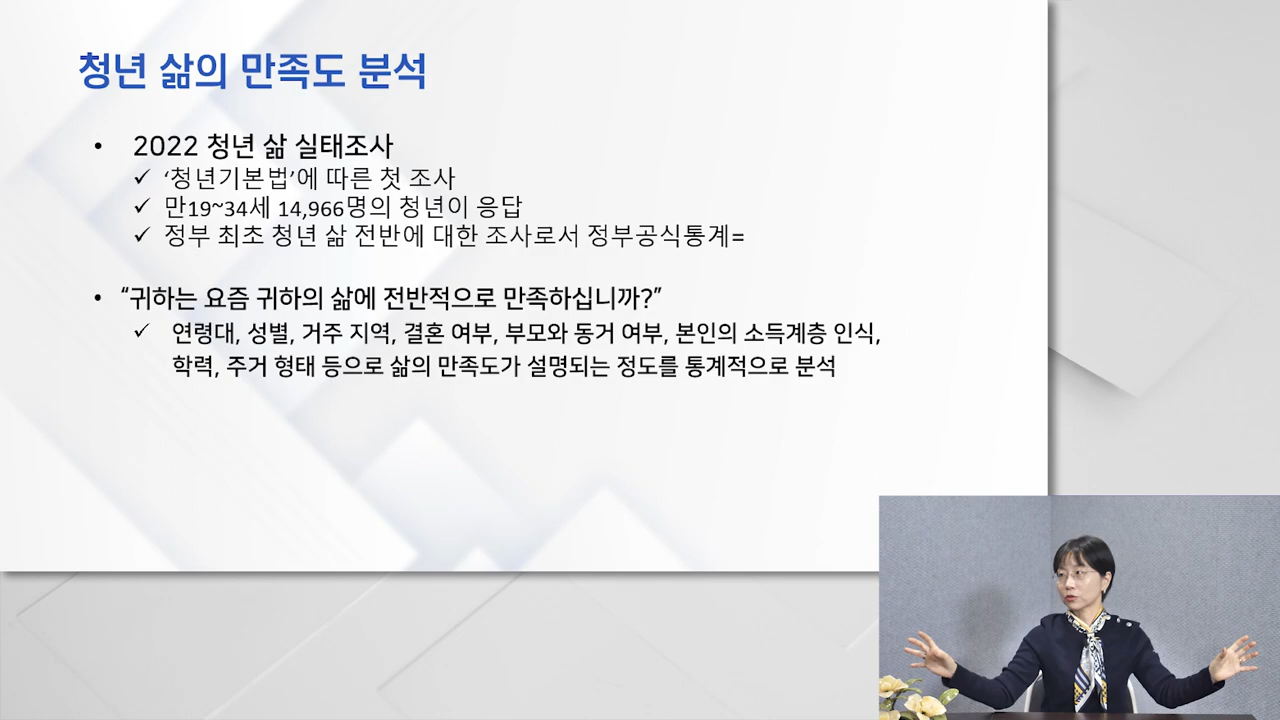 청년 삶의 만족도 분석
• 2022 청년 삶 실태조사
✓ ‘청년기본법’에 따른 첫 조사
✓ 만19~34세 14,966명의 청년이 응답
✓ 정부 최초 청년 삶 전반에 대한 조사로서 정부공식통계=
• “귀하는 요즘 귀하의 삶에 전반적으로 만족하십니까?”
✓ 연령대, 성별, 거주 지역, 결혼 여부, 부모와 동거 여부, 본인의 소득계층 인식,
학력, 주거 형태 등으로 삶의 만족도가 설명되는 정도를 통계적으로 분석